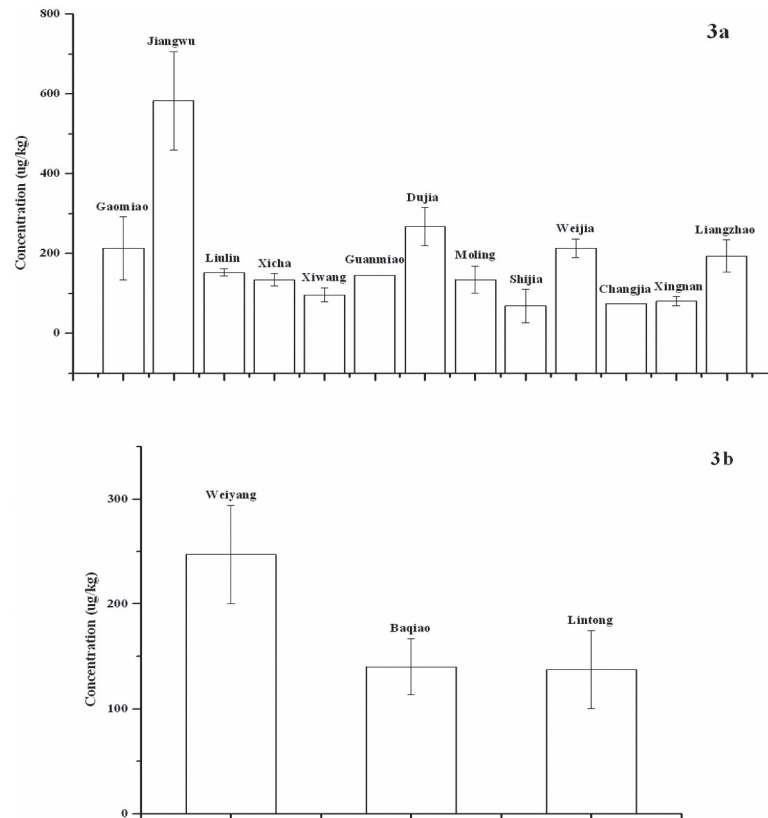 3a
Concentration (ug/kg)
800
600
400
200
0
Gaomiao
Jiangwu
Liulin
Xicha
Xiwang
Guanmiao
Dujia
Moling
Shijia
Weijia
Changjia
Xingnan
Liangzhao
3b
Concentration (ug/kg)
300
200
100
0
Weiyang
Baqiao
Lintong